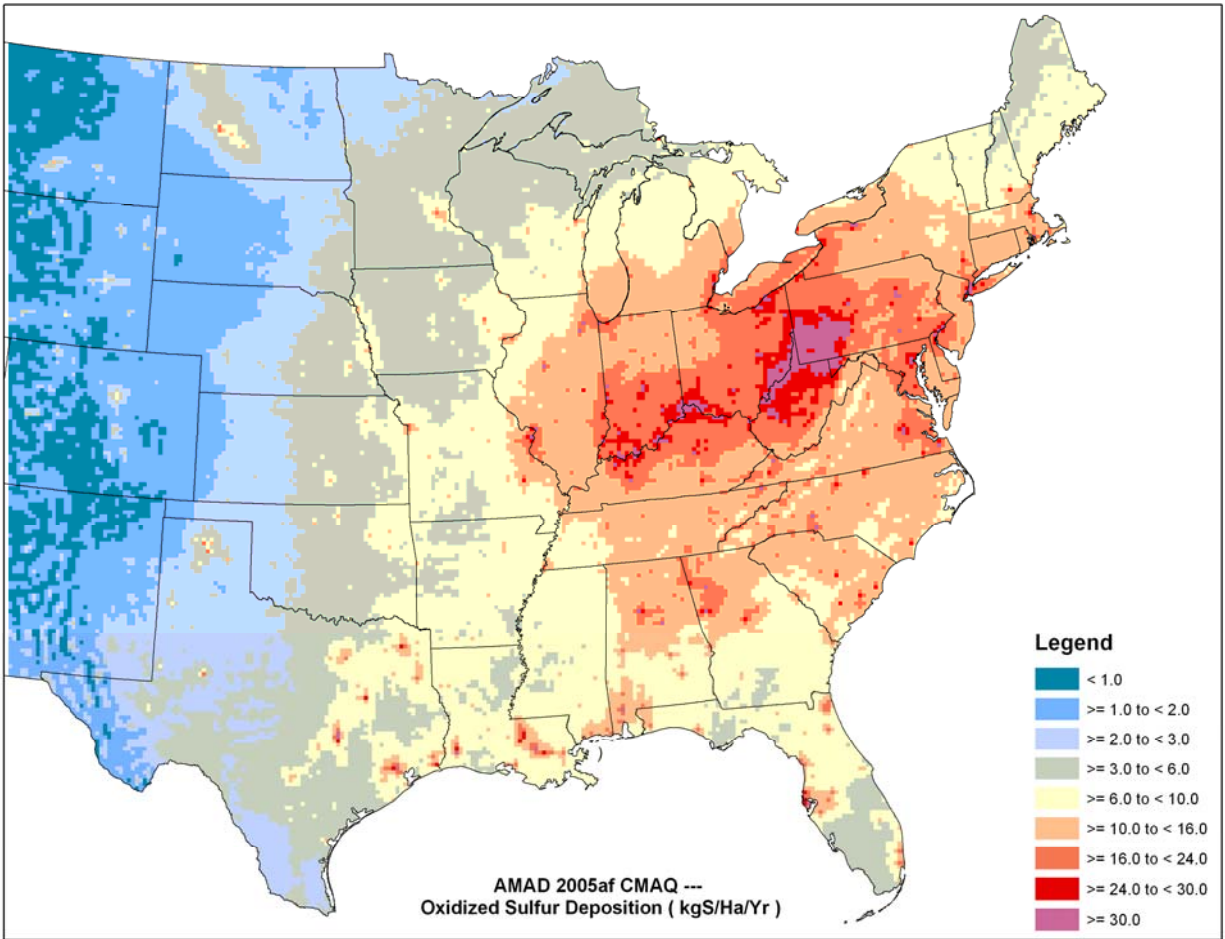 Legend
< 1.0
>= 1.0 to < 2.0
>= 2.0 to < 3.0
>= 3.0 to < 6.0
>= 6.0 to < 10.0
>= 10.0 to < 16.0
>= 16.0 to < 24.0
>= 24.0 to < 30.0
>= 30.0
AMAD 2005af CMAQ ---
Oxidized Sulfur Deposition ( kgS/Ha/Yr )